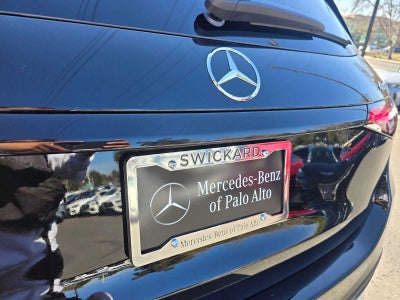 SWICKARD
Mercedes-Benz
of Palo Alto
Mercedes-Benz of Palo Alto